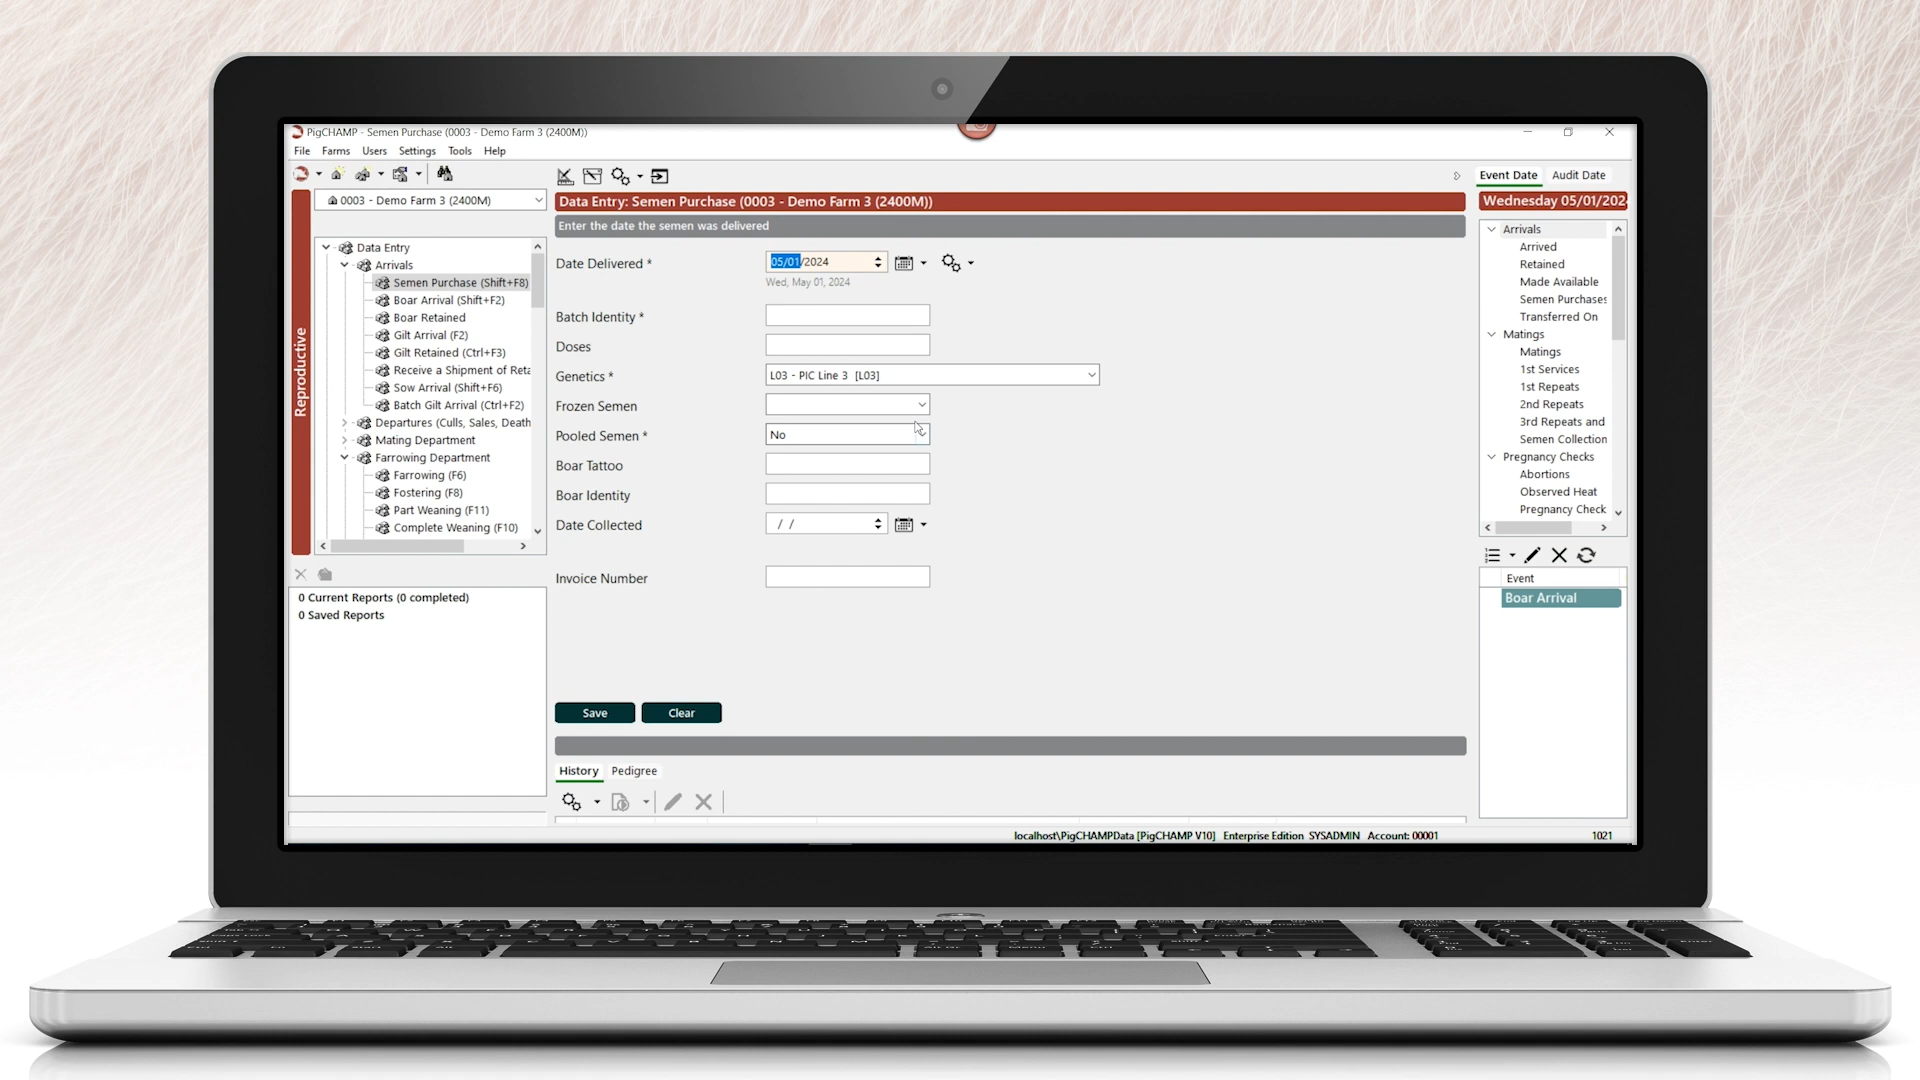 PigCHAMP - Semen Purchase (0003 - Demo Farm 3 (2400M))
File Farms Users Settings Tools Help
0003 - Demo Farm 3 (2400M)
Reproductive
Data Entry
Arrivals
Semen Purchase (Shift+F8)
Boar Arrival (Shift+F2)
Boar Retained
Gilt Arrival (F2)
Gilt Retained (Ctrl+F3)
Receive a Shipment of Reta
Sow Arrival (Shift+F6)
Batch Gilt Arrival (Ctrl+F2)
Departures (Culls, Sales, Death
Mating Department
Farrowing Department
Farrowing (F6)
Fostering (F8)
Part Weaning (F11)
Complete Weaning (F10)
0 Current Reports (0 completed)
0 Saved Reports
Data Entry: Semen Purchase (0003 - Demo Farm 3 (2400M))
Enter the date the semen was delivered
Date Delivered * 05/01/2024
Wed, May 01, 2024
Batch Identity *
Doses
Genetics * L03 - PIC Line 3 [L03]
Frozen Semen
Pooled Semen * No
Boar Tattoo
Boar Identity
Date Collected / /
Invoice Number
Save Clear
History Pedigree
Event Date Audit Date
Wednesday 05/01/2024
Arrivals
Arrived
Retained
Made Available
Semen Purchases
Transferred On
Matings
Matings
1st Services
1st Repeats
2nd Repeats
3rd Repeats and
Semen Collection
Pregnancy Checks
Abortions
Observed Heat
Pregnancy Check
Event
Boar Arrival
localhost\PigCHAMPData [PigCHAMP V10] Enterprise Edition SYSADMIN Account: 00001 1021